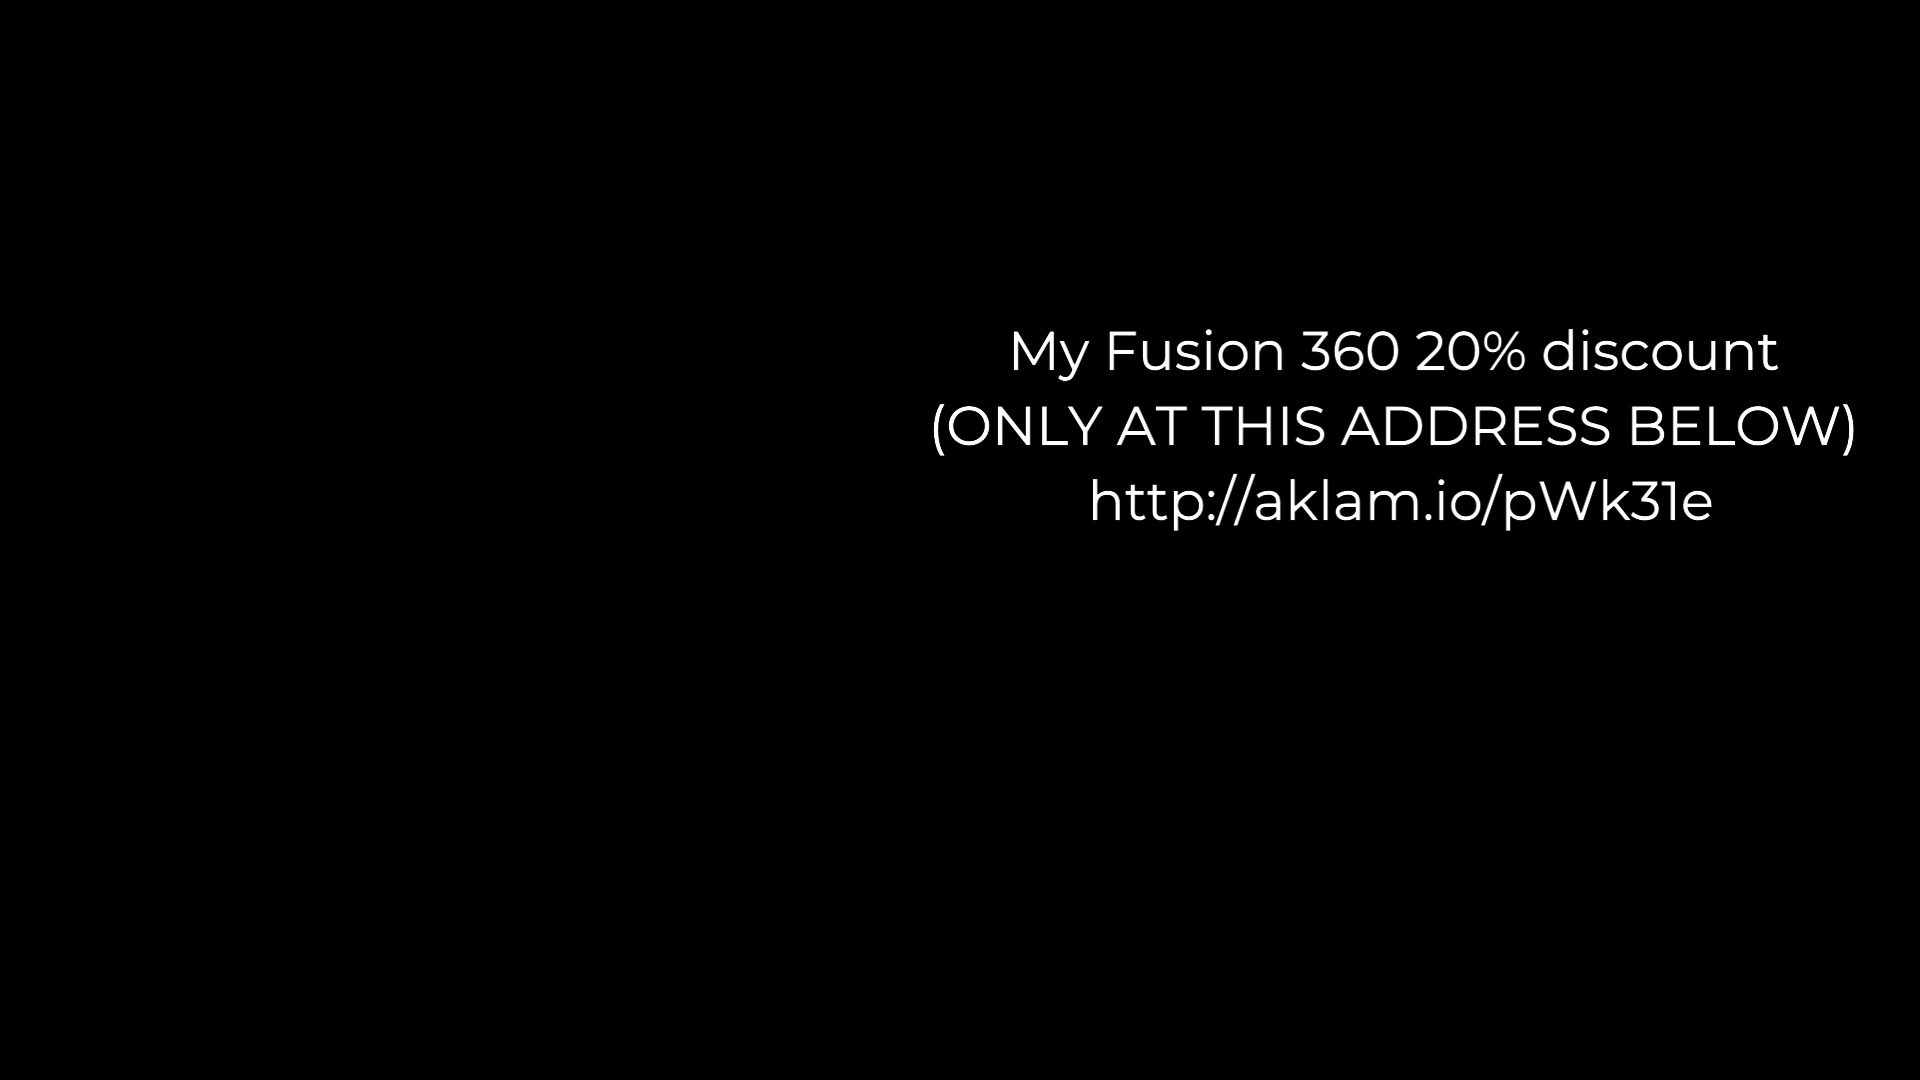 My Fusion 360 20% discount
(ONLY AT THIS ADDRESS BELOW)
http://aklam.io/pWk31e